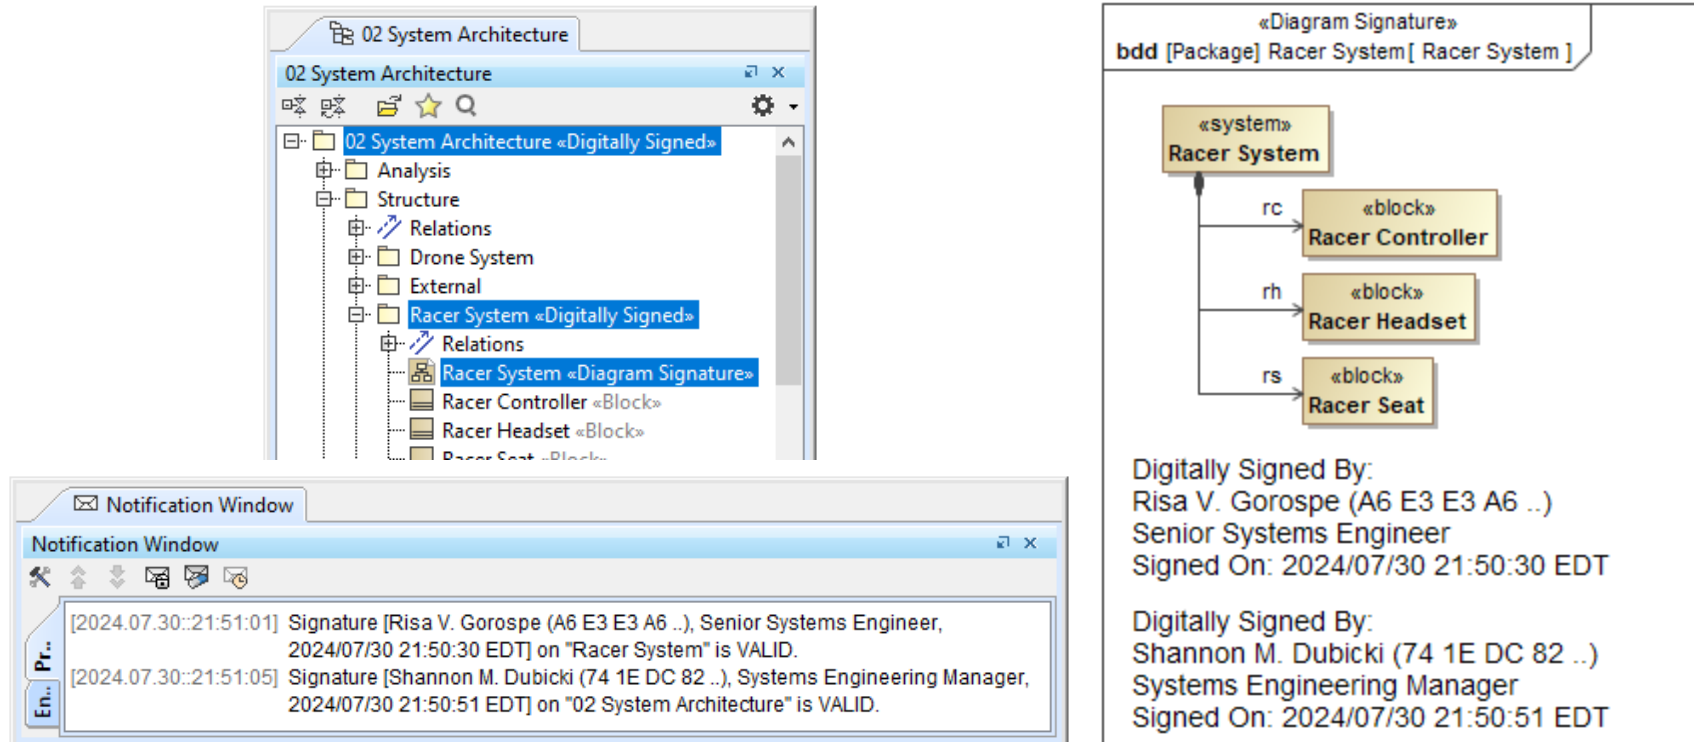 02 System Architecture
02 System Architecture
02 System Architecture «Digitally Signed»
Analysis
Structure
Relations
Drone System
External
Racer System «Digitally Signed»
Relations
Racer System «Diagram Signature»
Racer Controller «Block»
Racer Headset «Block»
Racer Seat «Block»
Notification Window
Notification Window
Pr..
En..
[2024.07.30::21:51:01] Signature [Risa V. Gorospe (A6 E3 E3 A6 ..), Senior Systems Engineer,
2024/07/30 21:50:30 EDT] on "Racer System" is VALID.
[2024.07.30::21:51:05] Signature [Shannon M. Dubicki (74 1E DC 82 ..), Systems Engineering Manager,
2024/07/30 21:50:51 EDT] on "02 System Architecture" is VALID.
«Diagram Signature»
bdd [Package] Racer System[ Racer System ]
«system»
Racer System
rc
«block»
Racer Controller
rh
«block»
Racer Headset
rs
«block»
Racer Seat
Digitally Signed By:
Risa V. Gorospe (A6 E3 E3 A6 ..)
Senior Systems Engineer
Signed On: 2024/07/30 21:50:30 EDT
Digitally Signed By:
Shannon M. Dubicki (74 1E DC 82 ..)
Systems Engineering Manager
Signed On: 2024/07/30 21:50:51 EDT